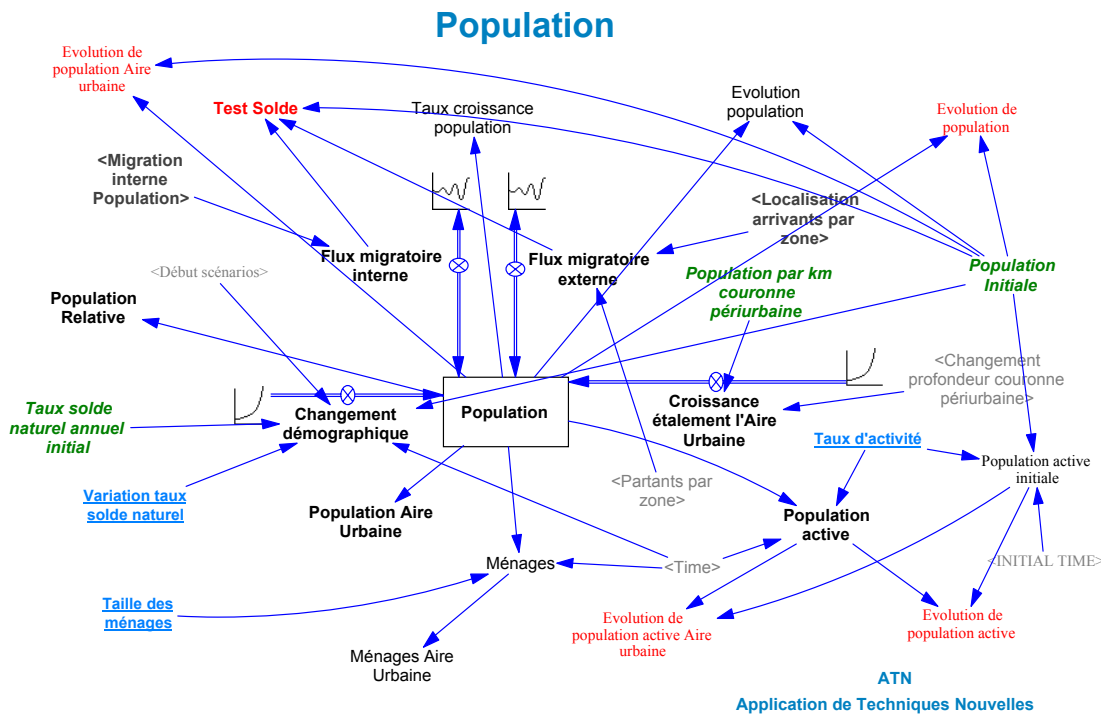 Population
Evolution de
population Aire
urbaine
Test Solde
Taux croissance
population
Evolution
population
Evolution de
population
<Migration
interne
Population>
<Localisation
arrivants par
zone>
Flux migratoire
interne
Flux migratoire
externe
<Début scénarios>
Population par km
couronne
périurbaine
Population
Initiale
Population
Relative
<Changement
profondeur couronne
périurbaine>
Taux solde
naturel annuel
initial
Changement
démographique
Population
Croissance
étalement l'Aire
Urbaine
Taux d'activité
Population active
initiale
<Partants par
zone>
Variation taux
solde naturel
Population Aire
Urbaine
Population
active
Ménages
<Time>
<INITIAL TIME>
Taille des
ménages
Evolution de
population active Aire
urbaine
Evolution de
population active
Ménages Aire
Urbaine
ATN
Application de Techniques Nouvelles